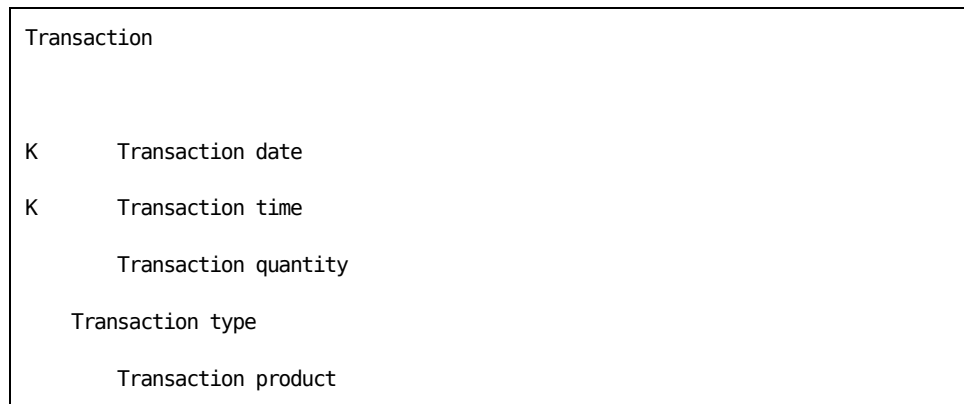 Transaction
K Transaction date
K Transaction time
Transaction quantity
Transaction type
Transaction product